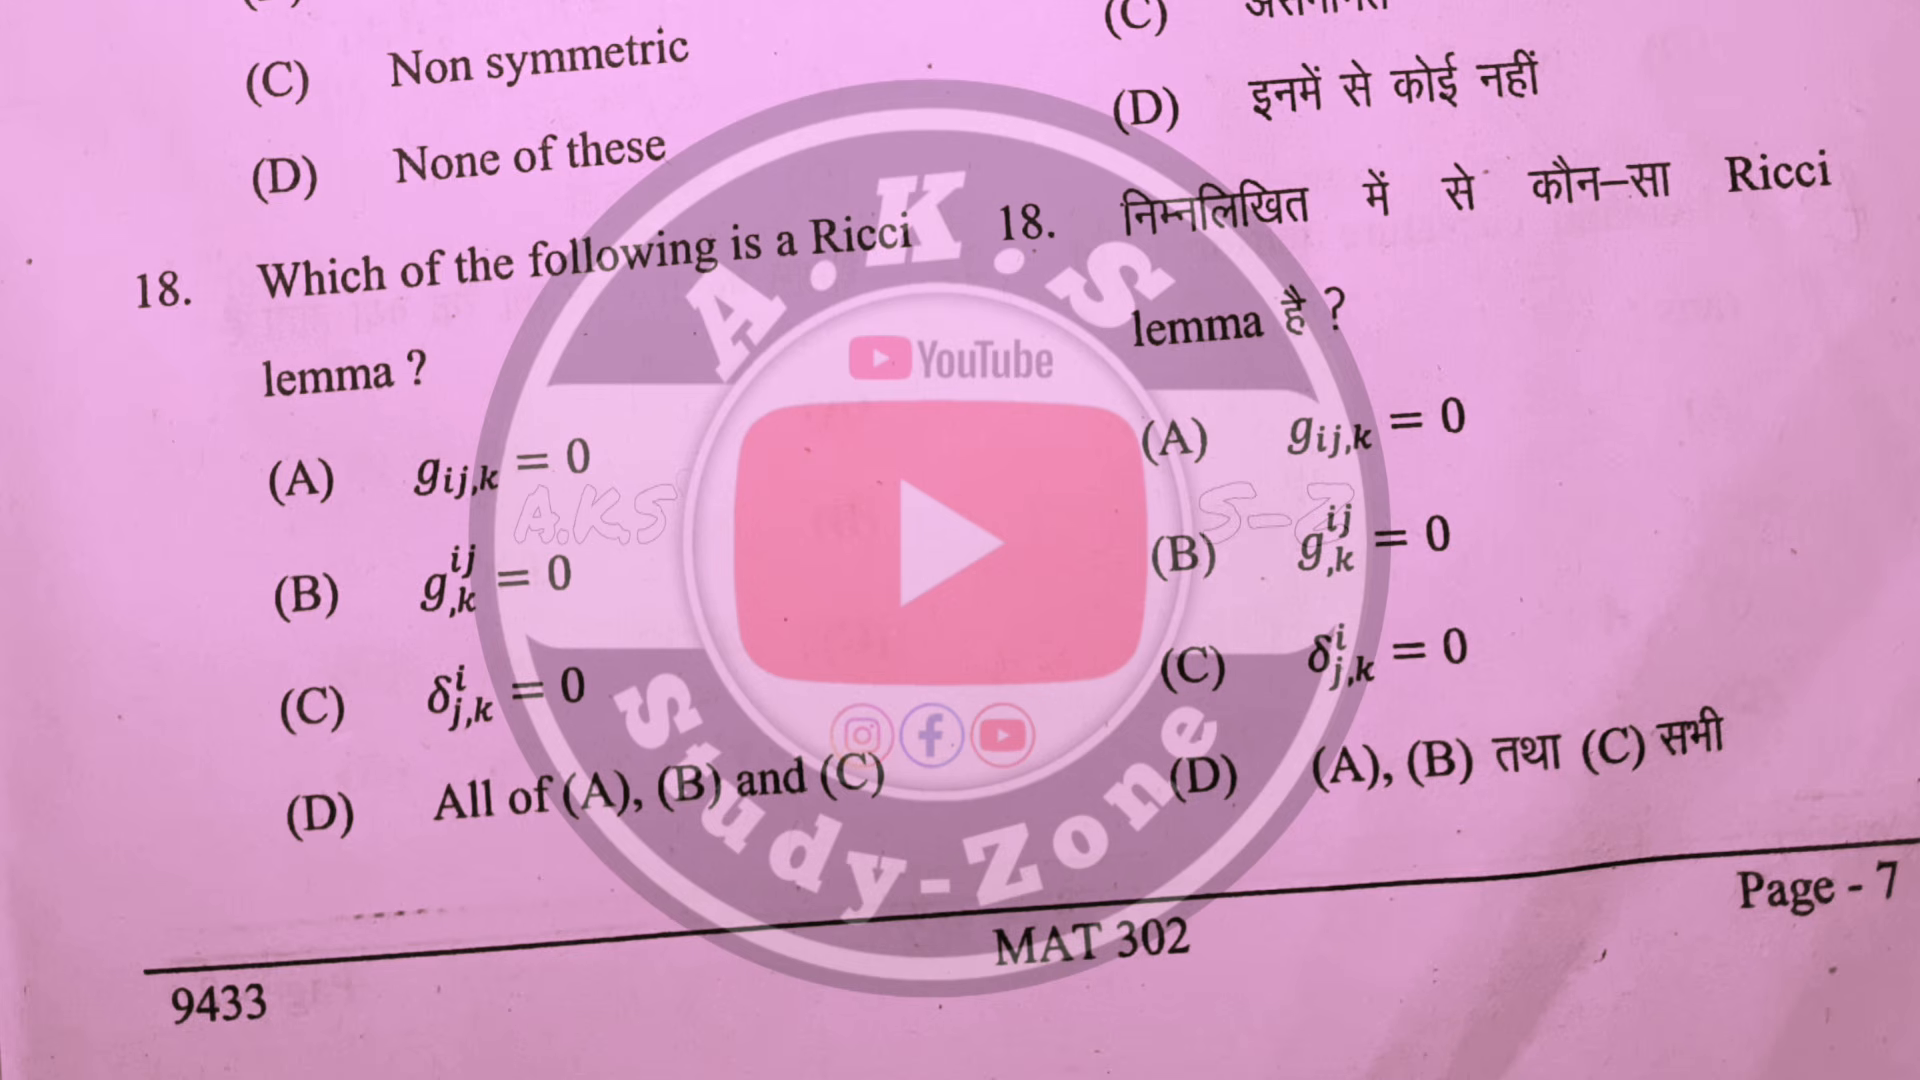 (C) Non symmetric
(D) None of these
18. Which of the following is a Ricci
lemma ?
(A) g_{ij,k} = 0
(B) g^{ij}_{,k} = 0
(C) δ^{i}_{j,k} = 0
(D) All of (A), (B) and (C)
(C)
(D) इनमें से कोई नहीं
18. निम्नलिखित में से कौन–सा Ricci
lemma है ?
(A) g_{ij,k} = 0
(B) g^{ij}_{,k} = 0
(C) δ^{i}_{j,k} = 0
(D) (A), (B) तथा (C) सभी
9433
MAT 302
Page - 7
A.K.S
YouTube
A.K.S
S-Z
Study-Zone